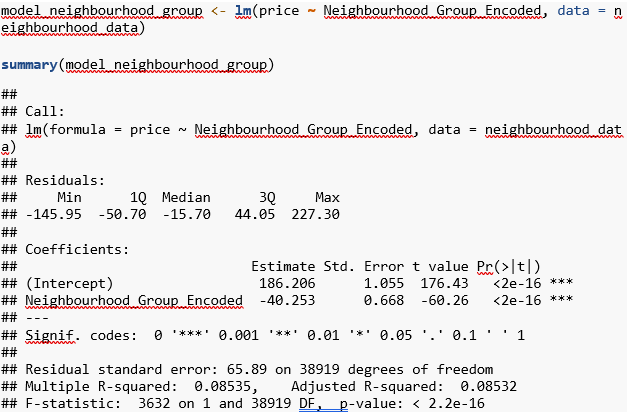 model_neighbourhood_group <- lm(price ~ Neighbourhood_Group_Encoded, data = n
eighbourhood_data)
summary(model_neighbourhood_group)
##
## Call:
## lm(formula = price ~ Neighbourhood_Group_Encoded, data = neighbourhood_dat
a)
##
## Residuals:
##     Min      1Q  Median      3Q     Max
## -145.95  -50.70  -15.70   44.05  227.30
##
## Coefficients:
##                             Estimate Std. Error t value Pr(>|t|)
## (Intercept)                  186.206      1.055  176.43   <2e-16 ***
## Neighbourhood_Group_Encoded  -40.253      0.668  -60.26   <2e-16 ***
## ---
## Signif. codes:  0 '***' 0.001 '**' 0.01 '*' 0.05 '.' 0.1 ' ' 1
##
## Residual standard error: 65.89 on 38919 degrees of freedom
## Multiple R-squared:  0.08535,    Adjusted R-squared:  0.08532
## F-statistic:  3632 on 1 and 38919 DF,  p-value: < 2.2e-16